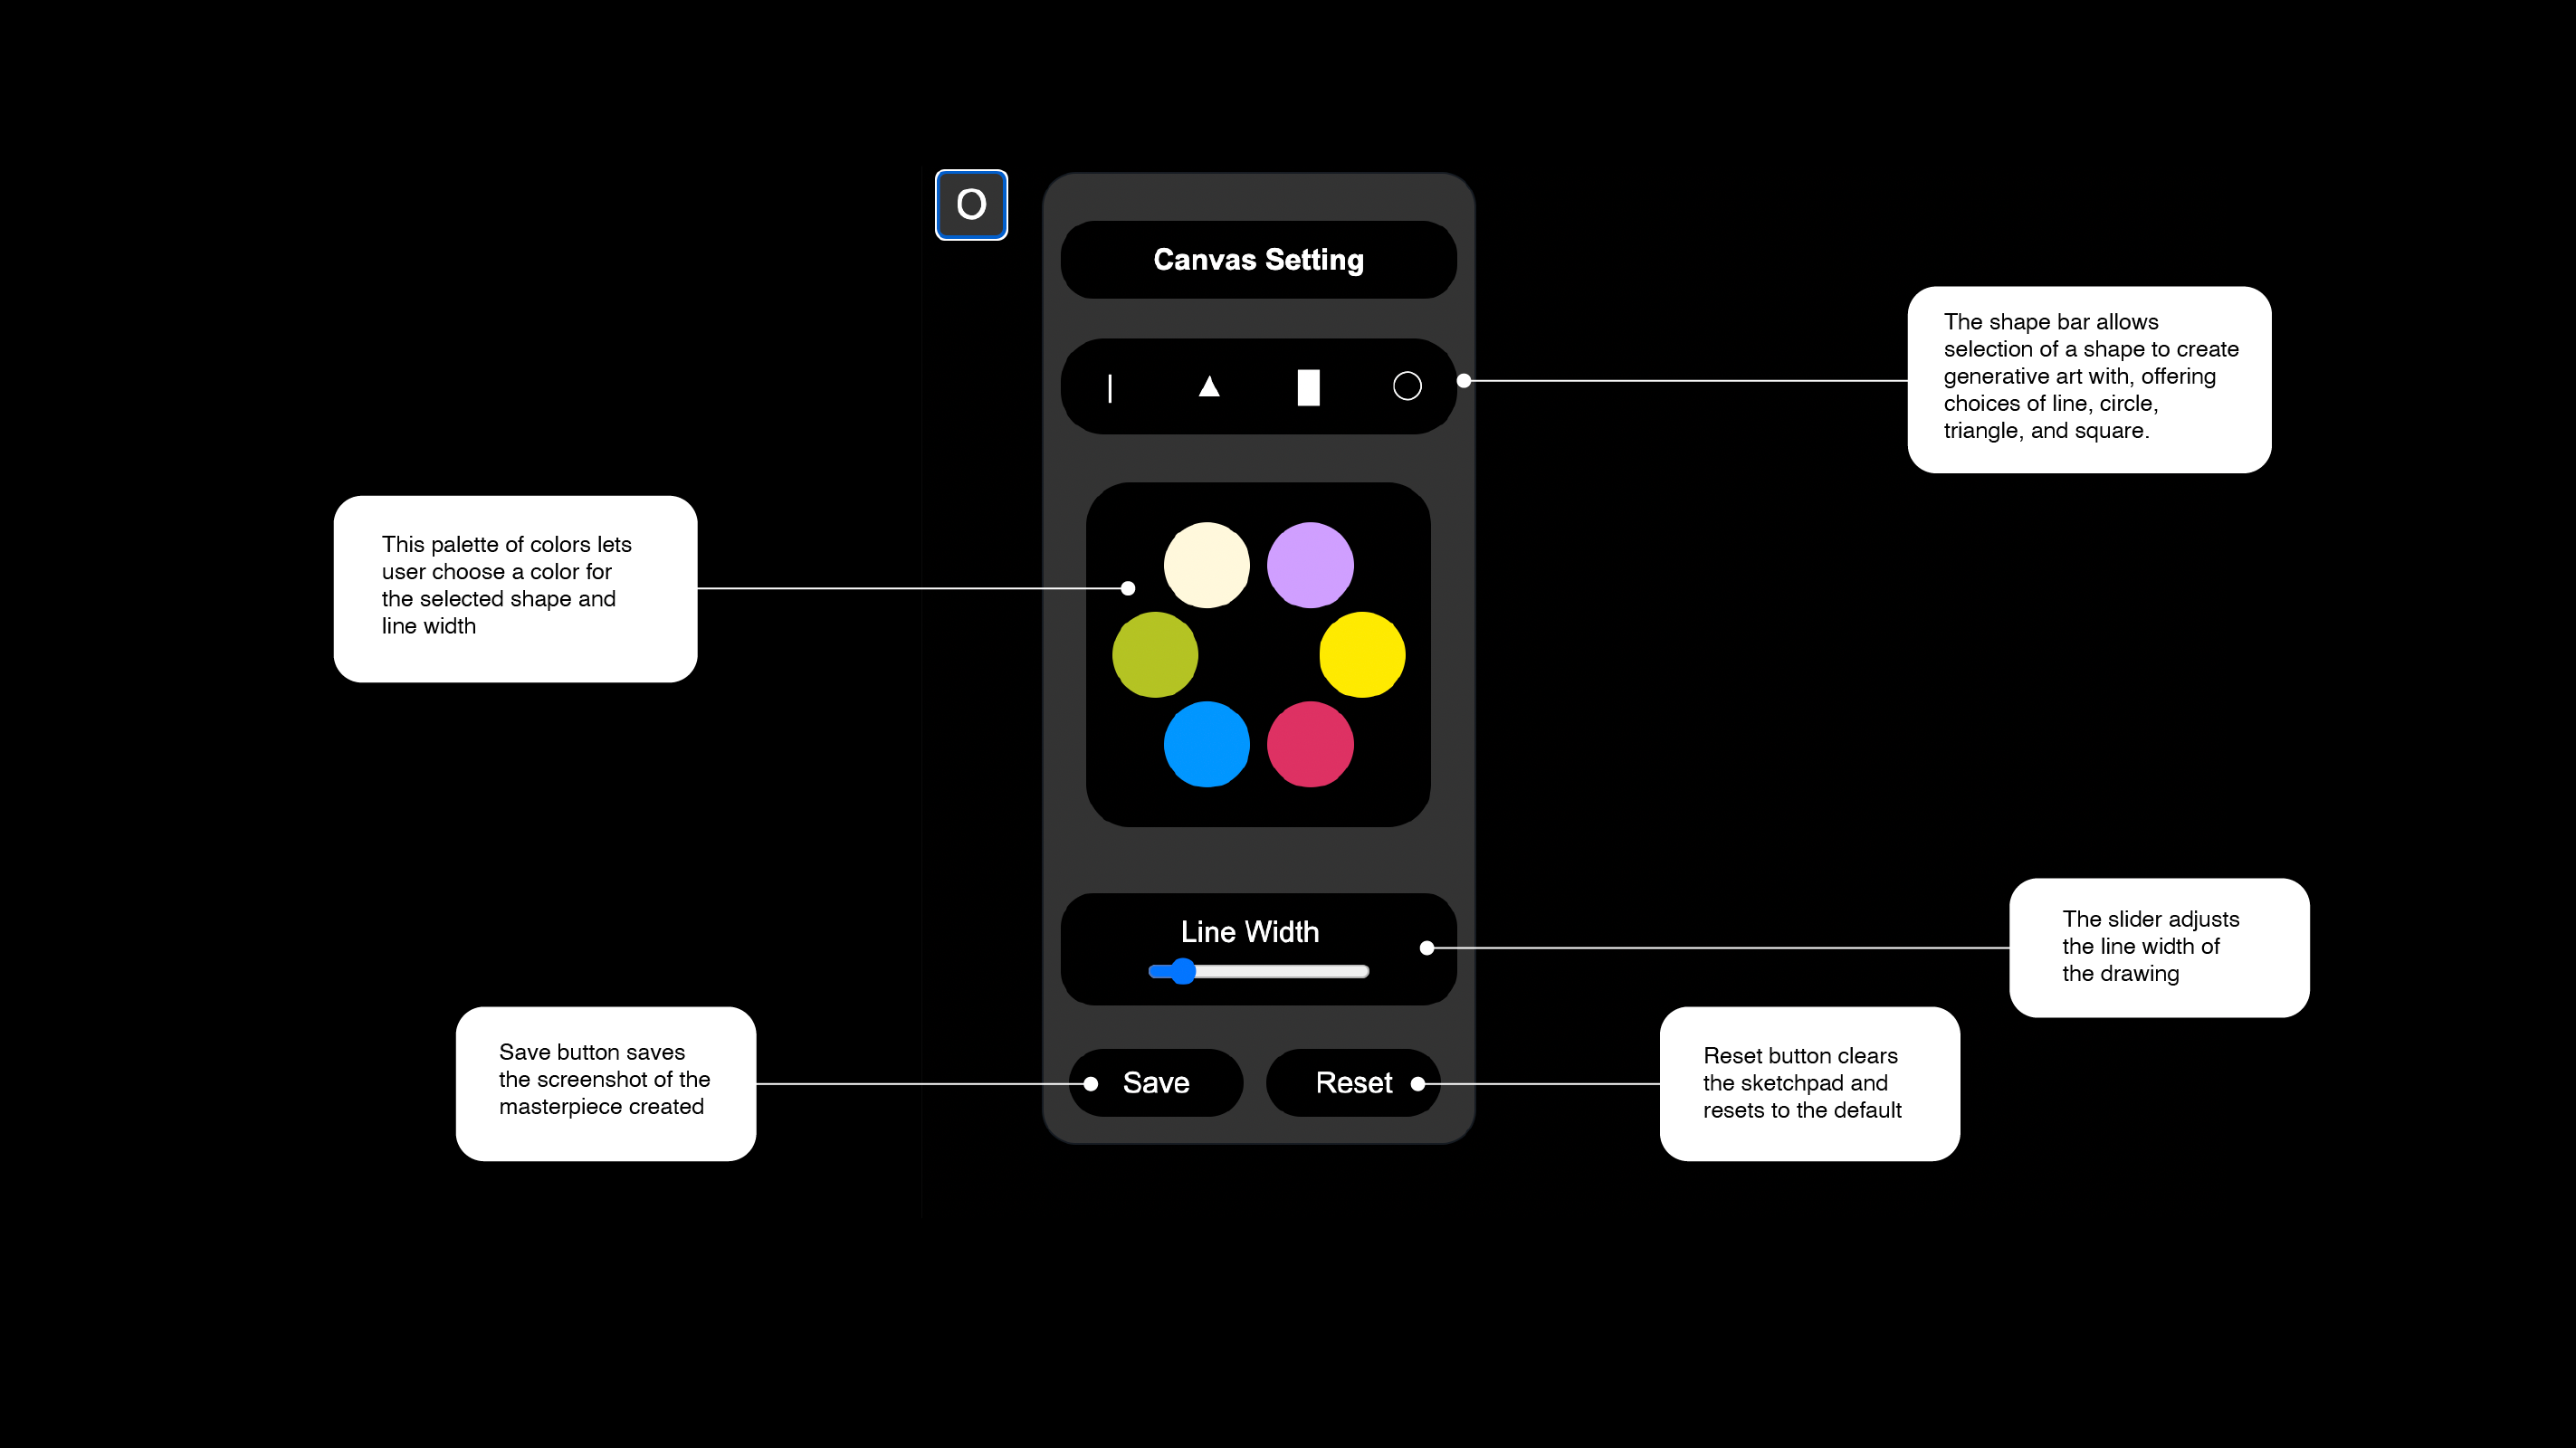 O
Canvas Setting
The shape bar allows
selection of a shape to create
generative art with, offering
choices of line, circle,
triangle, and square.
This palette of colors lets
user choose a color for
the selected shape and
line width
Line Width
The slider adjusts
the line width of
the drawing
Save button saves
the screenshot of the
masterpiece created
Save
Reset
Reset button clears
the sketchpad and
resets to the default